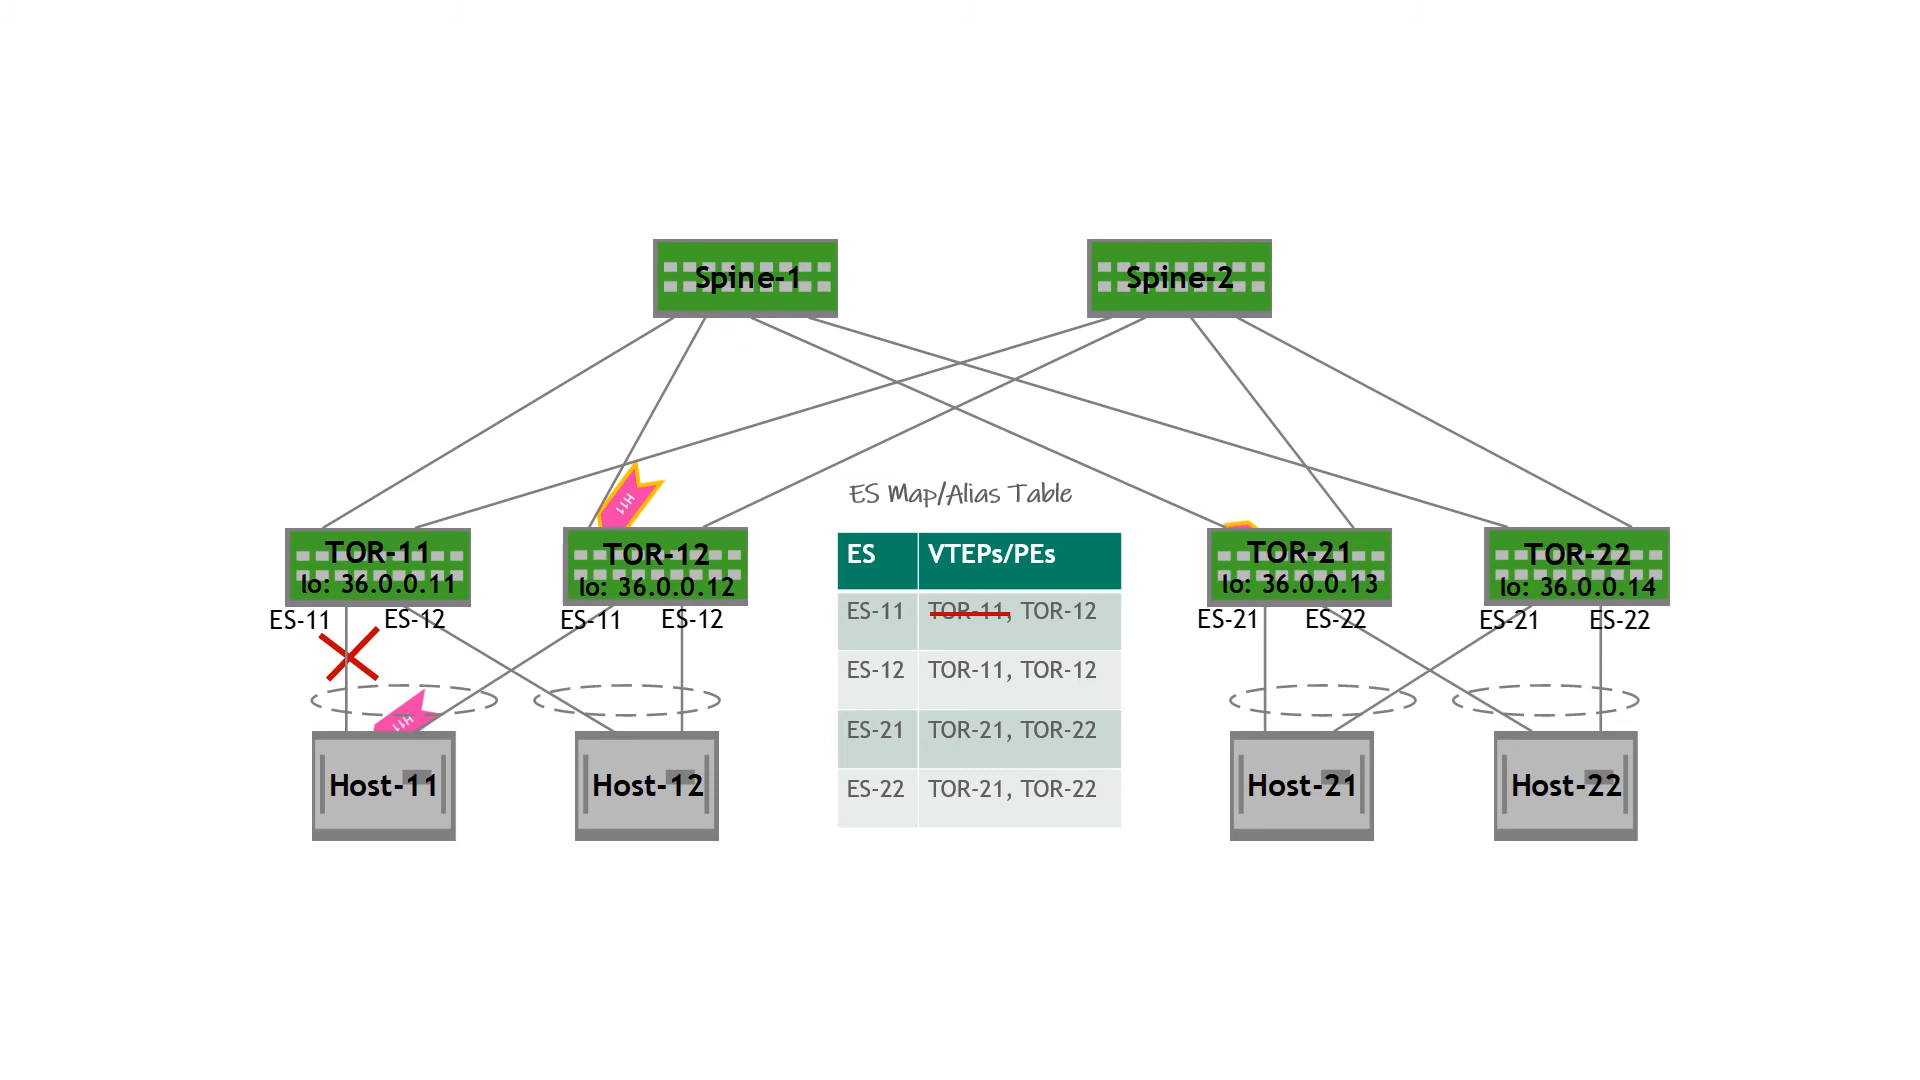 Spine-1
Spine-2
H11
ES Map/Alias Table
TOR-11
lo: 36.0.0.11
TOR-12
lo: 36.0.0.12
TOR-21
lo: 36.0.0.13
TOR-22
lo: 36.0.0.14
ES-11
ES-12
ES-11
ES-12
ES-21
ES-22
ES-21
ES-22
ES VTEPs/PEs
ES-11 TOR-11, TOR-12
ES-12 TOR-11, TOR-12
ES-21 TOR-21, TOR-22
ES-22 TOR-21, TOR-22
H11
Host-11
Host-12
Host-21
Host-22